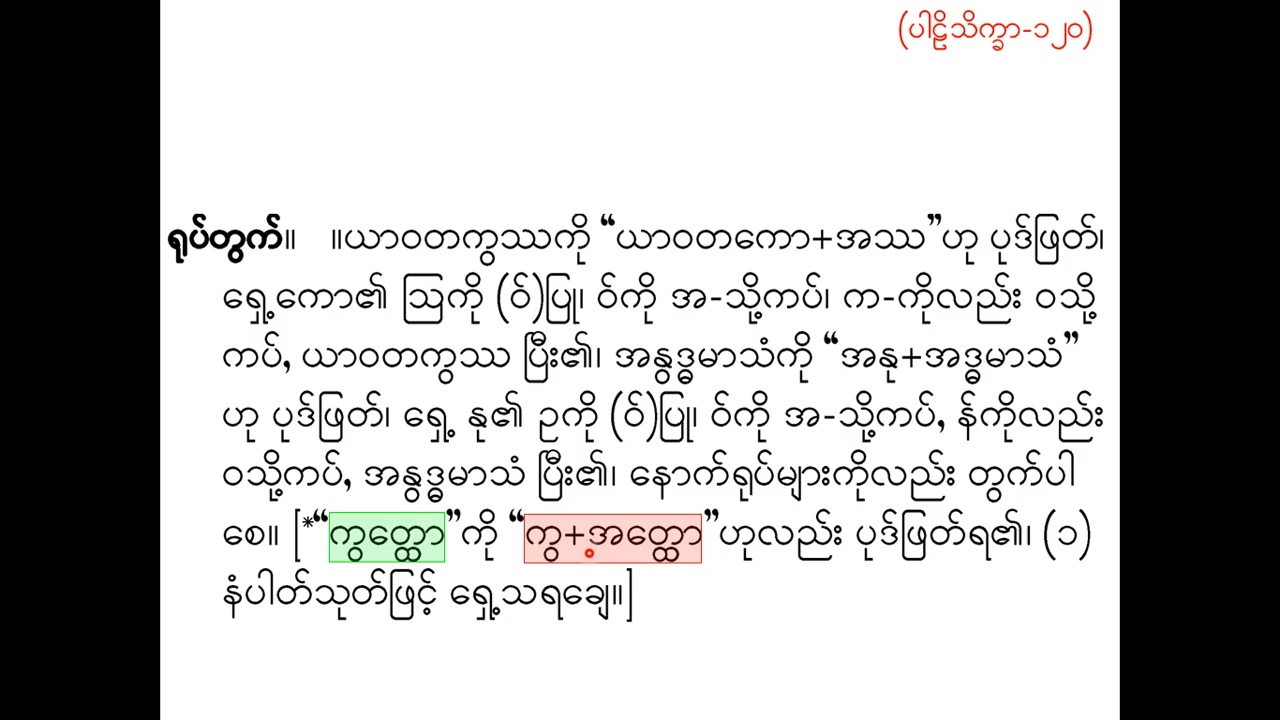 (ပါဠိသိက္ခာ-၁၂၀)
ရုပ်တွက်။ ။ယာဝတကွဿကို “ယာဝတကော+အဿ”ဟု ပုဒ်ဖြတ်၊
ရှေ့ကော၏ ဩကို (ဝ်)ပြု၊ ဝ်ကို အ-သို့ကပ်၊ က-ကိုလည်း ဝသို့
ကပ်, ယာဝတကွဿ ပြီး၏၊ အနွဒ္ဓမာသံကို “အနု+အဒ္ဓမာသံ”
ဟု ပုဒ်ဖြတ်၊ ရှေ့ နု၏ ဥကို (ဝ်)ပြု၊ ဝ်ကို အ-သို့ကပ်, န်ကိုလည်း
ဝသို့ကပ်, အနွဒ္ဓမာသံ ပြီး၏၊ နောက်ရုပ်များကိုလည်း တွက်ပါ
စေ။ [*“ကွတ္ထော”ကို “ကွ+အတ္ထော”ဟုလည်း ပုဒ်ဖြတ်ရ၏၊ (၁)
နံပါတ်သုတ်ဖြင့် ရှေ့သရချေ။]